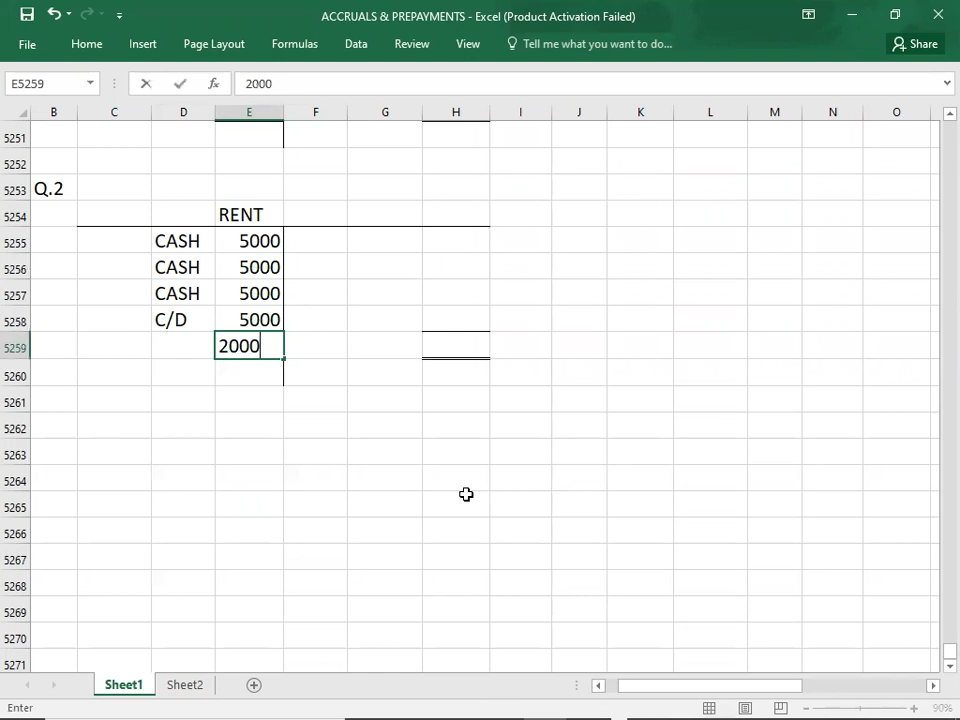 ACCRUALS & PREPAYMENTS - Excel (Product Activation Failed)
File Home Insert Page Layout Formulas Data Review View Tell me what you want to do... Share
E5259 fx 2000
B C D E F G H I J K L M N O
5251
5252
5253 Q.2
5254 RENT
5255 CASH 5000
5256 CASH 5000
5257 CASH 5000
5258 C/D 5000
5259 2000
5260
5261
5262
5263
5264
5265
5266
5267
5268
5269
5270
5271
Sheet1 Sheet2
Enter 90%